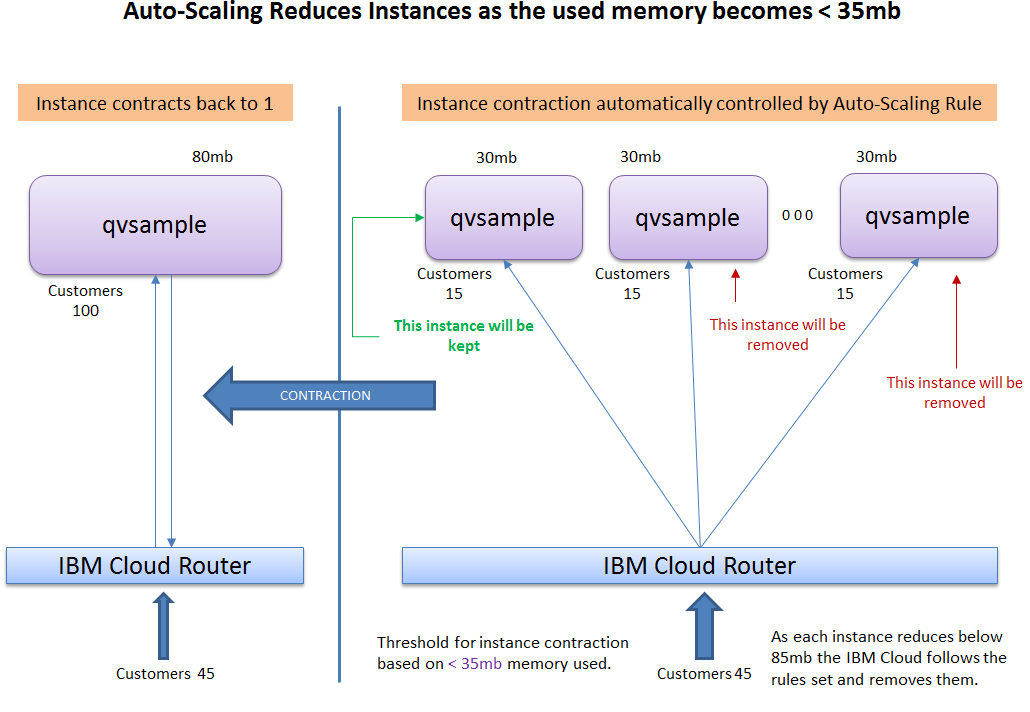 Auto-Scaling Reduces Instances as the used memory becomes < 35mb
Instance contracts back to 1
80mb
qvsample
Customers
100
CONTRACTION
IBM Cloud Router
Customers 45
Instance contraction automatically controlled by Auto-Scaling Rule
30mb
30mb
30mb
qvsample
qvsample
o o o
qvsample
Customers
15
Customers
15
Customers
15
This instance will be
kept
This instance will be
removed
This instance will be
removed
IBM Cloud Router
Threshold for instance contraction
based on < 35mb memory used.
Customers 45
As each instance reduces below
85mb the IBM Cloud follows the
rules set and removes them.